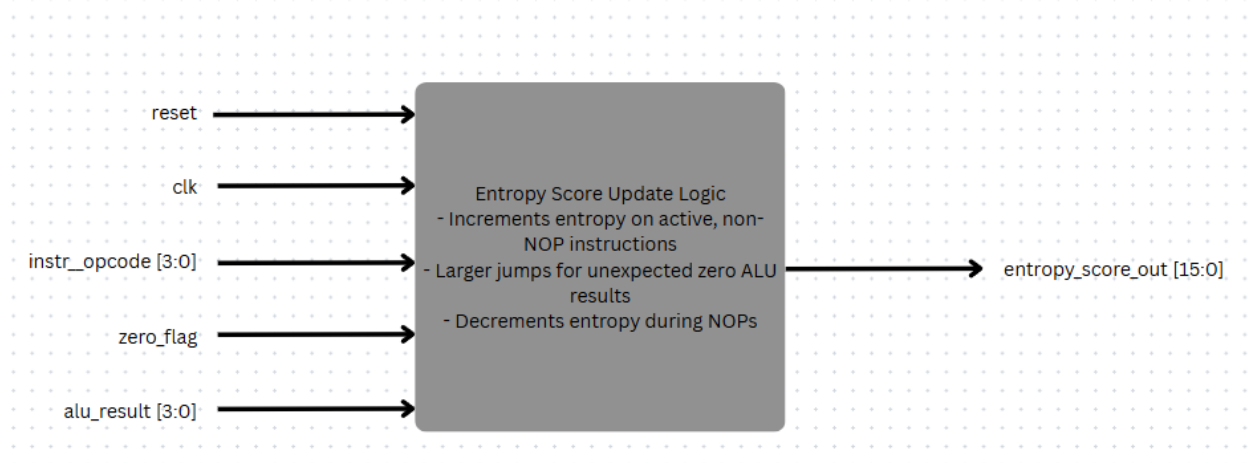 reset
clk
instr__opcode [3:0]
zero_flag
alu_result [3:0]
Entropy Score Update Logic
- Increments entropy on active, non-
NOP instructions
- Larger jumps for unexpected zero ALU
results
- Decrements entropy during NOPs
entropy_score_out [15:0]